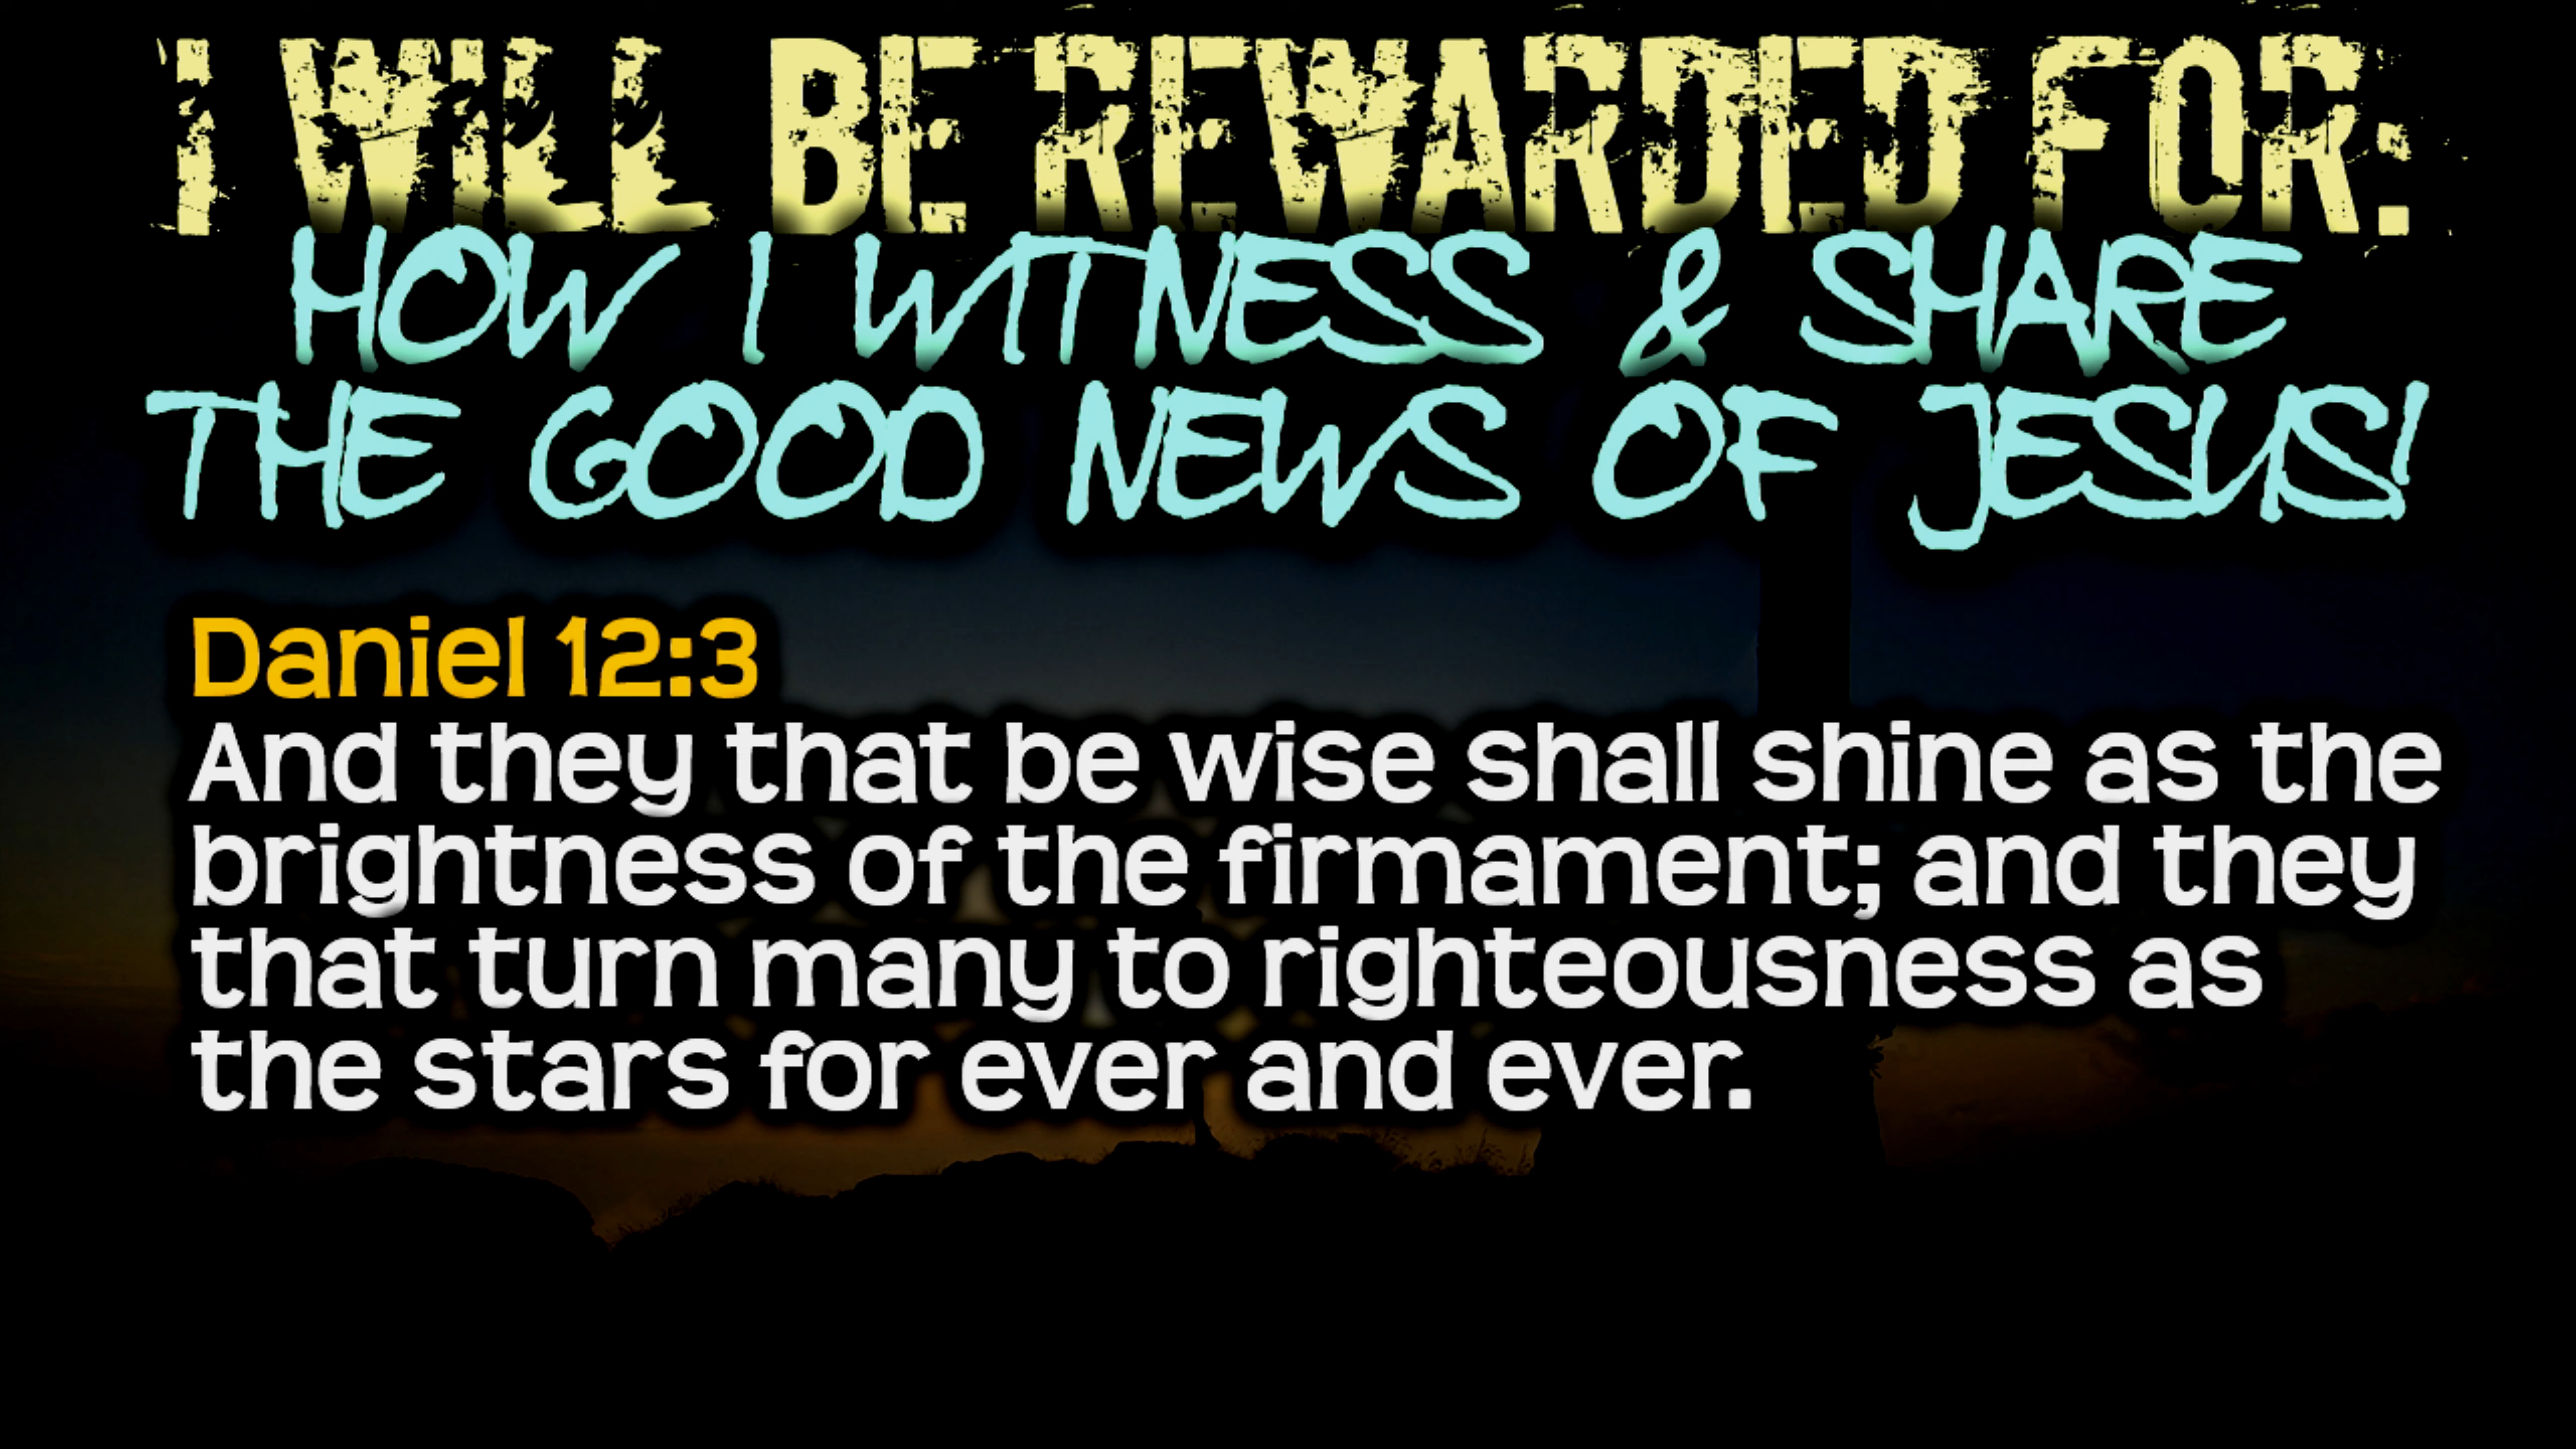 I WILL BE REWARDED FOR:
HOW I WITNESS & SHARE
THE GOOD NEWS OF JESUS!
Daniel 12:3
And they that be wise shall shine as the
brightness of the firmament; and they
that turn many to righteousness as
the stars for ever and ever.